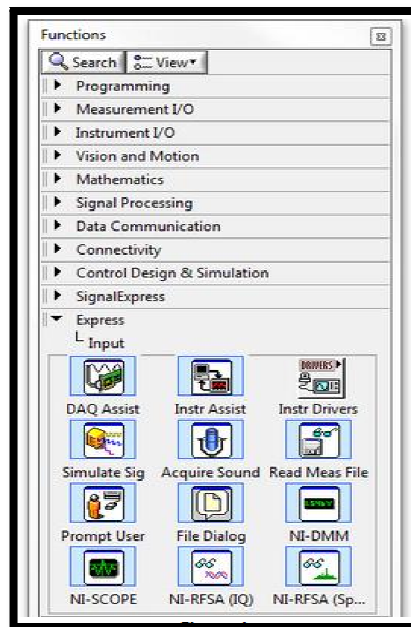 Functions
Search View
Programming
Measurement I/O
Instrument I/O
Vision and Motion
Mathematics
Signal Processing
Data Communication
Connectivity
Control Design & Simulation
SignalExpress
Express
Input
DRIVERS
DAQ Assist Instr Assist Instr Drivers
Simulate Sig Acquire Sound Read Meas File
Prompt User File Dialog NI-DMM
NI-SCOPE NI-RFSA (IQ) NI-RFSA (Sp...